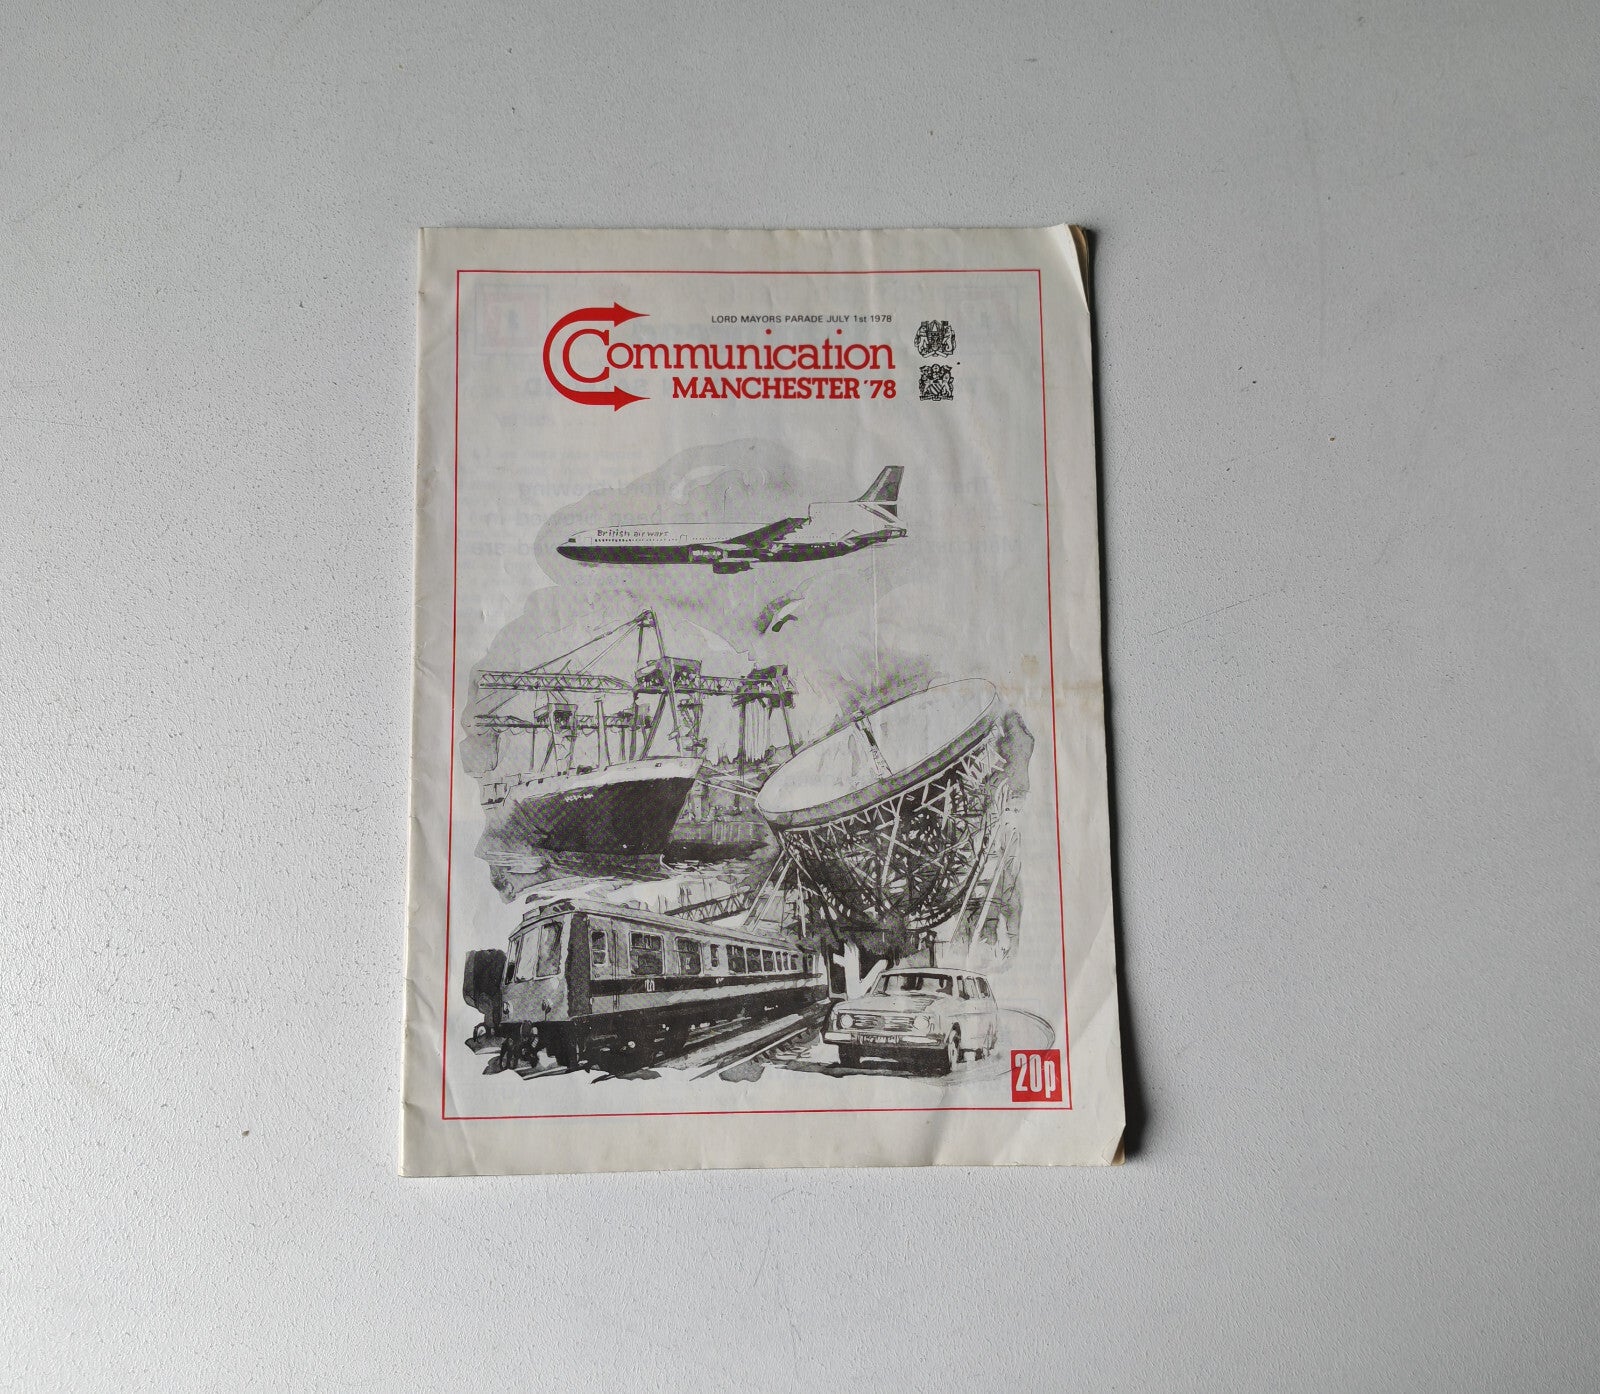 LORD MAYORS PARADE JULY 1st 1978
Communication
MANCHESTER '78
British airways
20p